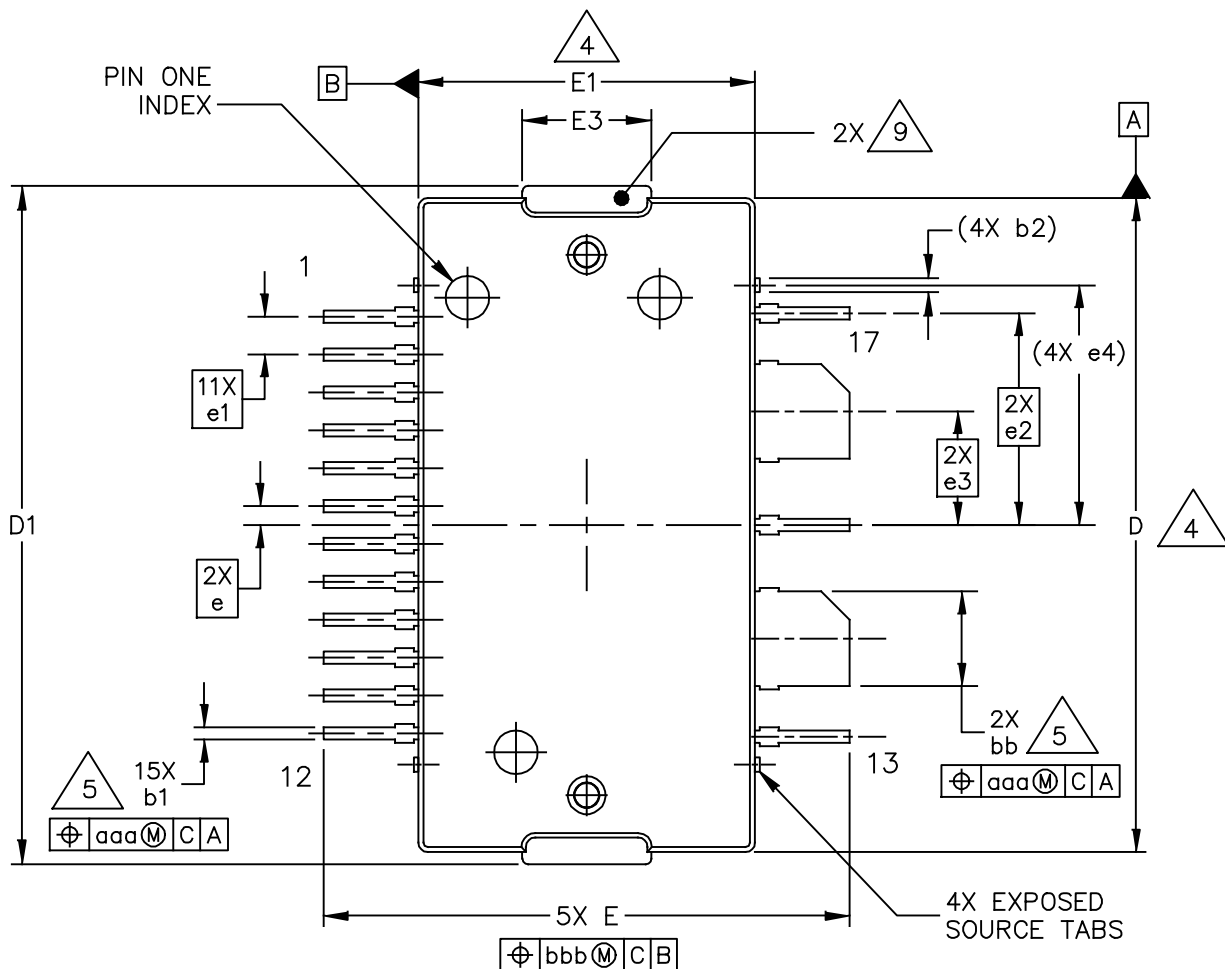 4
PIN ONE
INDEX
B
E1
E3
2X 9
A
(4X b2)
1
17
(4X e4)
11X
e1
2X
e2
2X
e3
D1
D 4
2X
e
2X
bb 5
⌖ aaa Ⓜ C A
5 15X
b1
12
13
⌖ aaa Ⓜ C A
4X EXPOSED
SOURCE TABS
5X E
⌖ bbb Ⓜ C B